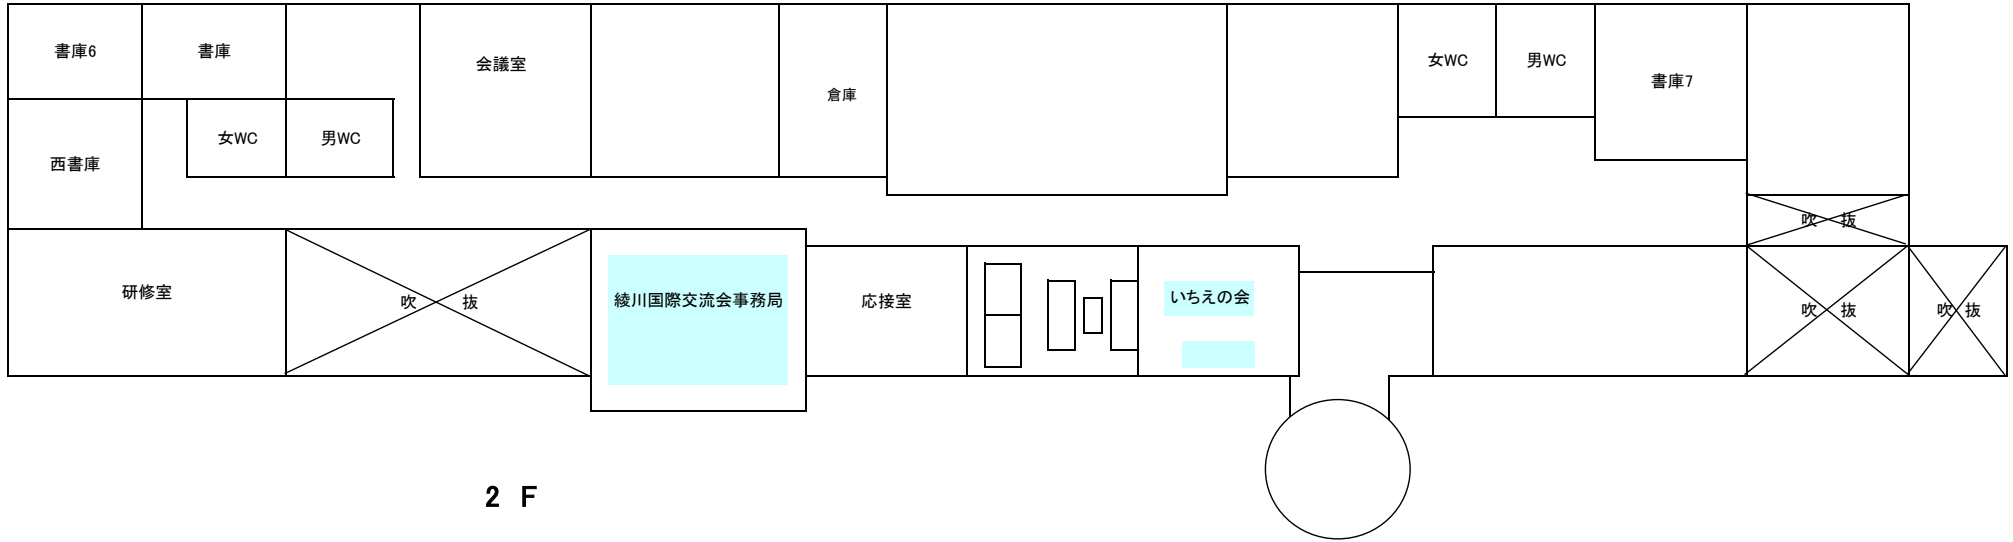 書庫6
書庫
会議室
倉庫
女WC
男WC
書庫7
女WC
男WC
西書庫
吹 抜
研修室
吹 抜
綾川国際交流会事務局
応接室
いちえの会
吹 抜
吹 抜
2 F